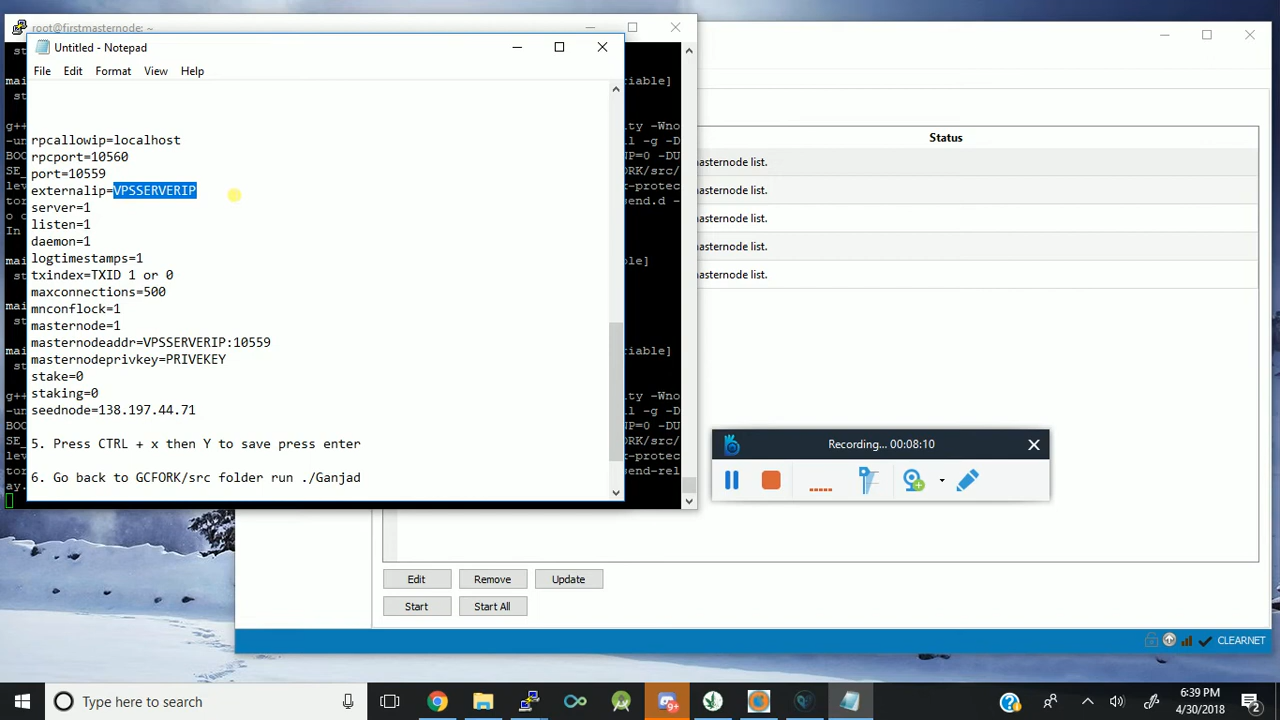 root@firstmasternode: ~
Untitled - Notepad
File Edit Format View Help
rpcallowip=localhost
rpcport=10560
port=10559
externalip=VPSSERVERIP
server=1
listen=1
daemon=1
logtimestamps=1
txindex=TXID 1 or 0
maxconnections=500
mnconflock=1
masternode=1
masternodeaddr=VPSSERVERIP:10559
masternodeprivkey=PRIVEKEY
stake=0
staking=0
seednode=138.197.44.71
5. Press CTRL + x then Y to save press enter
6. Go back to GCFORK/src folder run ./Ganjad
Status
masternode list.
masternode list.
masternode list.
masternode list.
masternode list.
Recording... 00:08:10
Edit Remove Update
Start Start All
CLEARNET
Type here to search
6:39 PM
4/30/2018